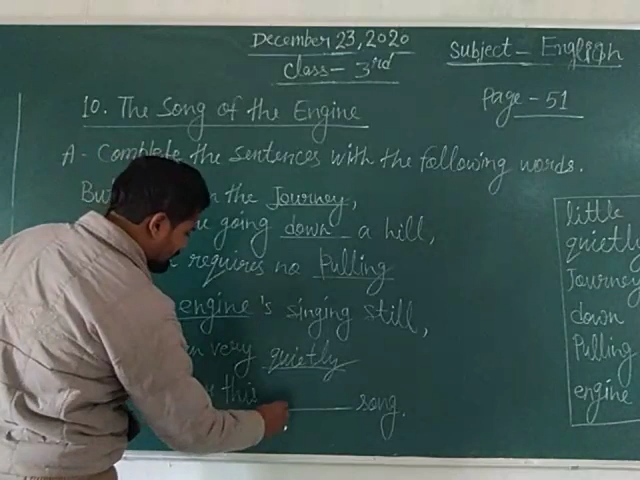 December 23, 2020
Class - 3rd
Subject - English
Page - 51
10. The Song of the Engine
A - Complete the sentences with the following words.
the Journey,
going down a hill,
requires no Pulling
engine's singing still,
very quietly
this ______ song.
little
quietly
Journey
down
Pulling
engine